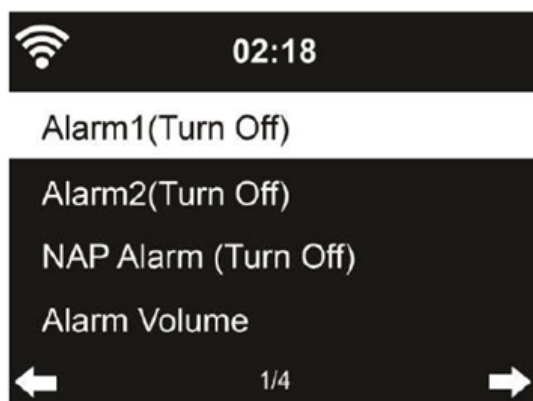 02:18
Alarm1(Turn Off)
Alarm2(Turn Off)
NAP Alarm (Turn Off)
Alarm Volume
1/4